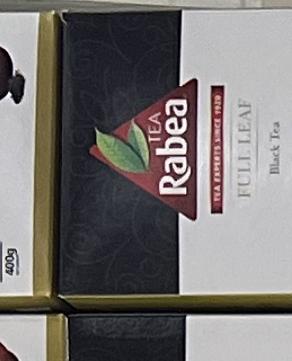 TEA
Rabea
TEA EXPERTS SINCE 1920
FULL LEAF
Black Tea
400g